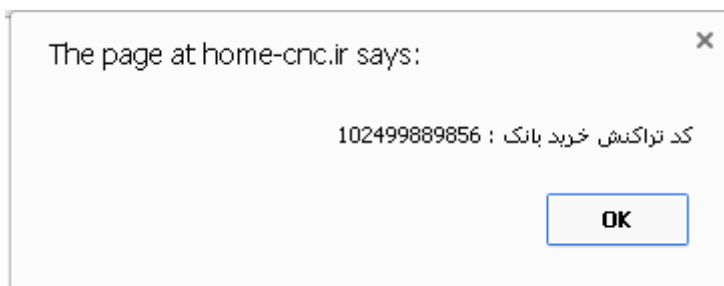 The page at home-cnc.ir says:
کد تراکنش خرید بانک : 102499889856
OK